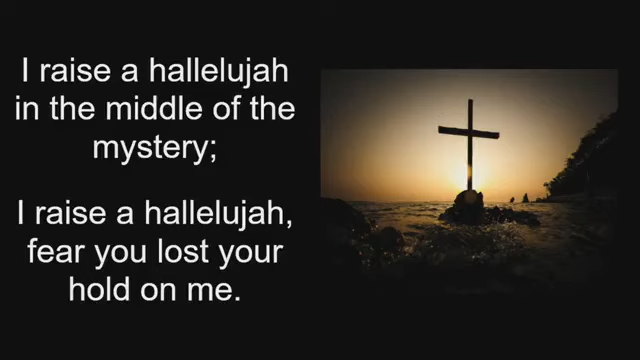 I raise a hallelujah
in the middle of the
mystery;
I raise a hallelujah,
fear you lost your
hold on me.